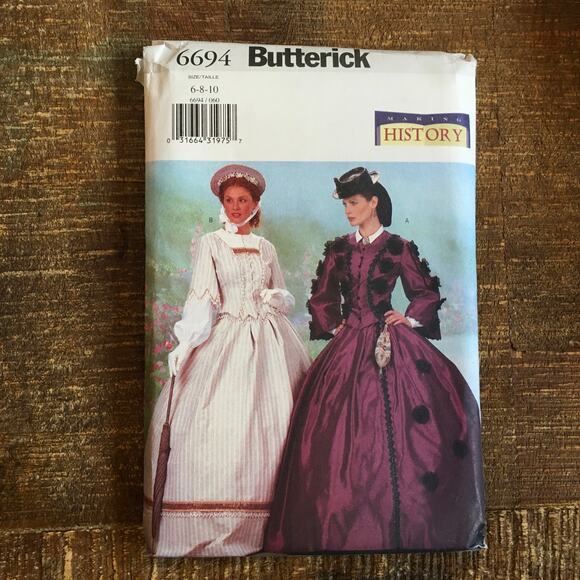 6694 Butterick
SIZE/TAILLE
6-8-10
6694 / 060
0 31664 31975 7
MAKING
HISTORY
B
A